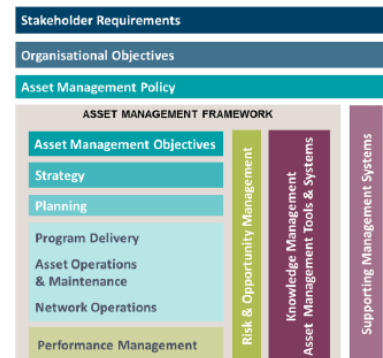 Stakeholder Requirements
Organisational Objectives
Asset Management Policy
ASSET MANAGEMENT FRAMEWORK
Asset Management Objectives
Strategy
Planning
Program Delivery
Asset Operations
& Maintenance
Network Operations
Performance Management
Risk & Opportunity Management
Knowledge Management
Asset Management Tools & Systems
Supporting Management Systems